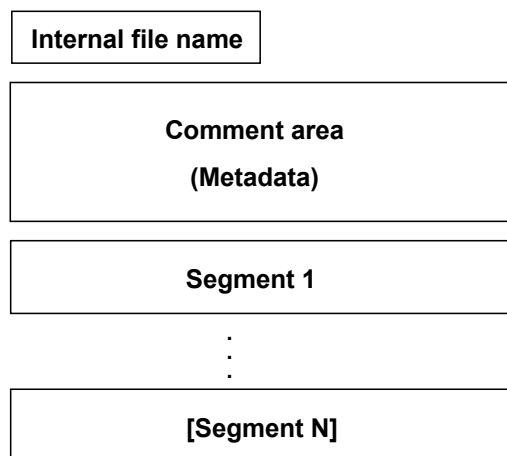 Internal file name
Comment area
(Metadata)
Segment 1
.
.
.
[Segment N]